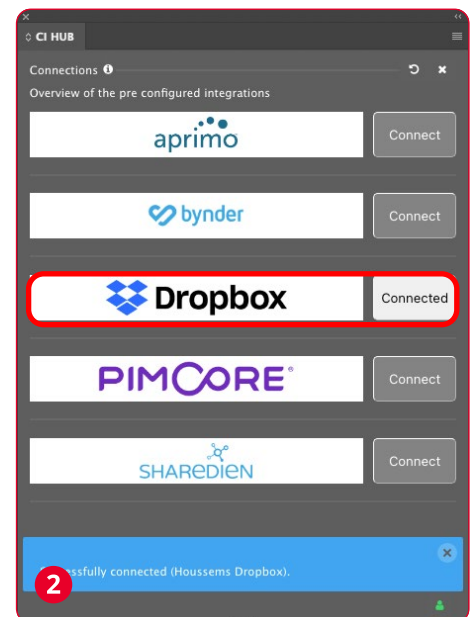 CI HUB
Connections
Overview of the pre configured integrations
aprimo
Connect
bynder
Connect
Dropbox
Connected
PIMCORE®
Connect
SHAREDIEN
Connect
fully connected (Houssems Dropbox).
2